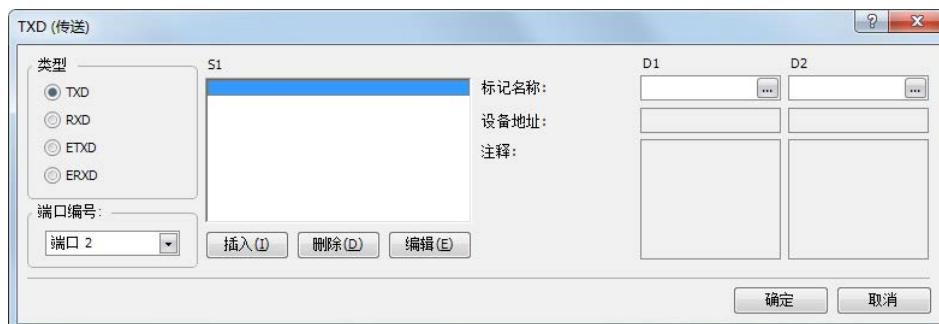 TXD (传送)
类型
TXD
RXD
ETXD
ERXD
端口编号:
端口 2
S1
插入(I)
删除(D)
编辑(E)
标记名称:
设备地址:
注释:
D1
...
D2
...
确定
取消